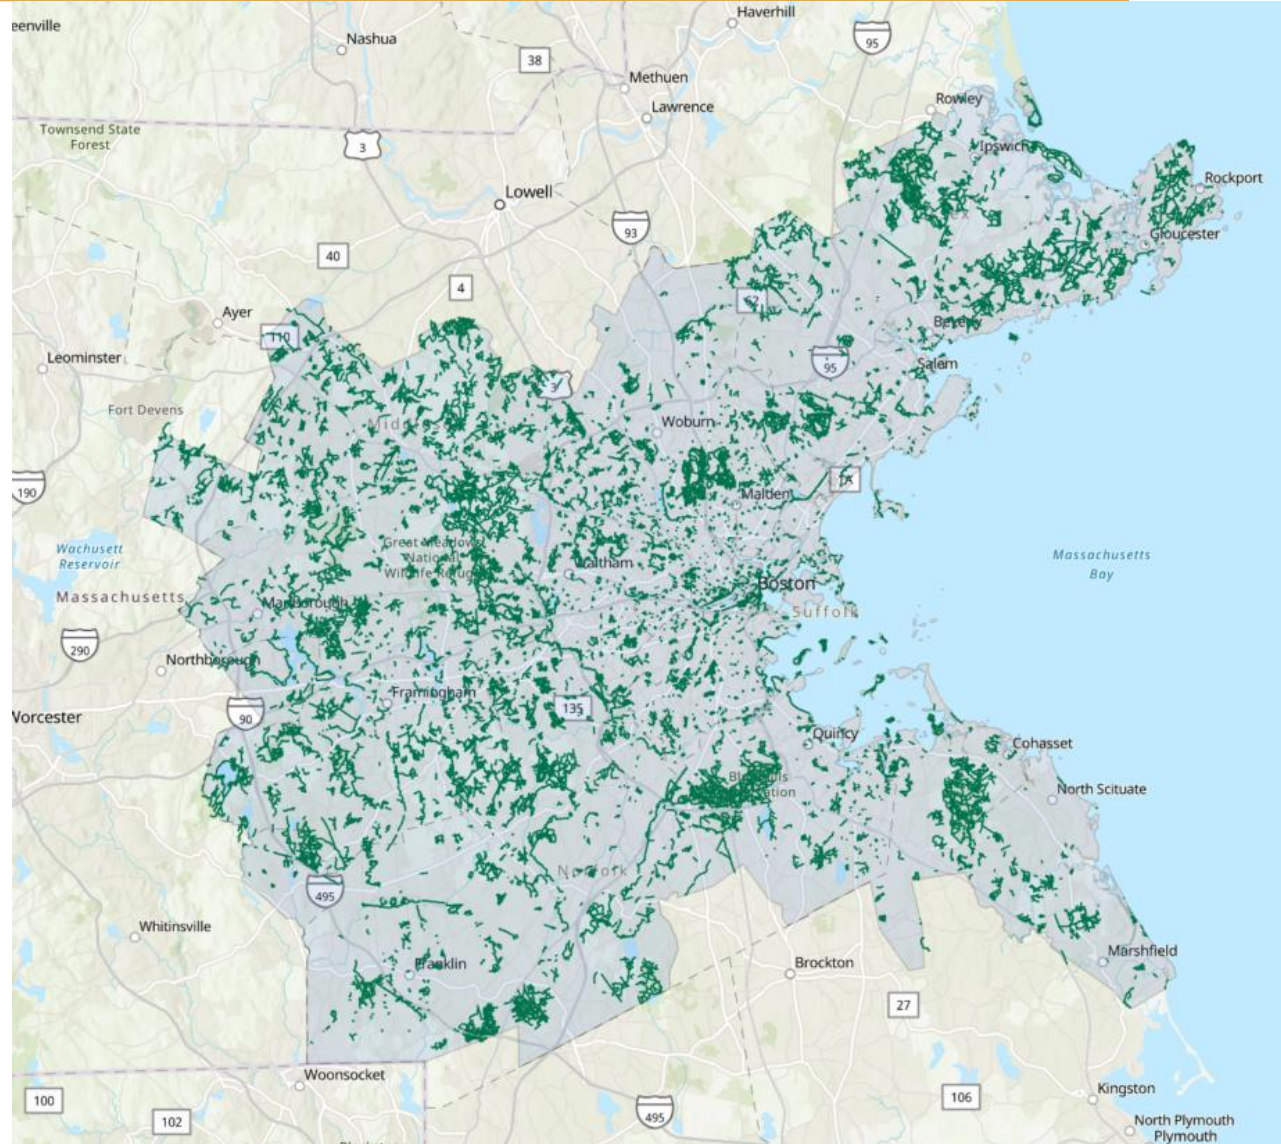 eenville
Haverhill
Nashua
95
38
Methuen
Lawrence
Rowley
Townsend State
Forest
3
Ipswich
Rockport
Lowell
93
Gloucester
40
4
62
Ayer
110
Beverly
Leominster
95
Salem
3
Fort Devens
Woburn
190
1A
Malden
Great Meadows
National
Wildlife Refuge
Wachusett
Reservoir
Waltham
Massachusetts
Bay
Boston
Massachusetts
Marlborough
Suffolk
290
Northborough
Framingham
Worcester
90
135
Quincy
Cohasset
North Scituate
Norfolk
495
Whitinsville
Franklin
Brockton
Marshfield
27
Woonsocket
100
102
495
106
Kingston
North Plymouth
Plymouth